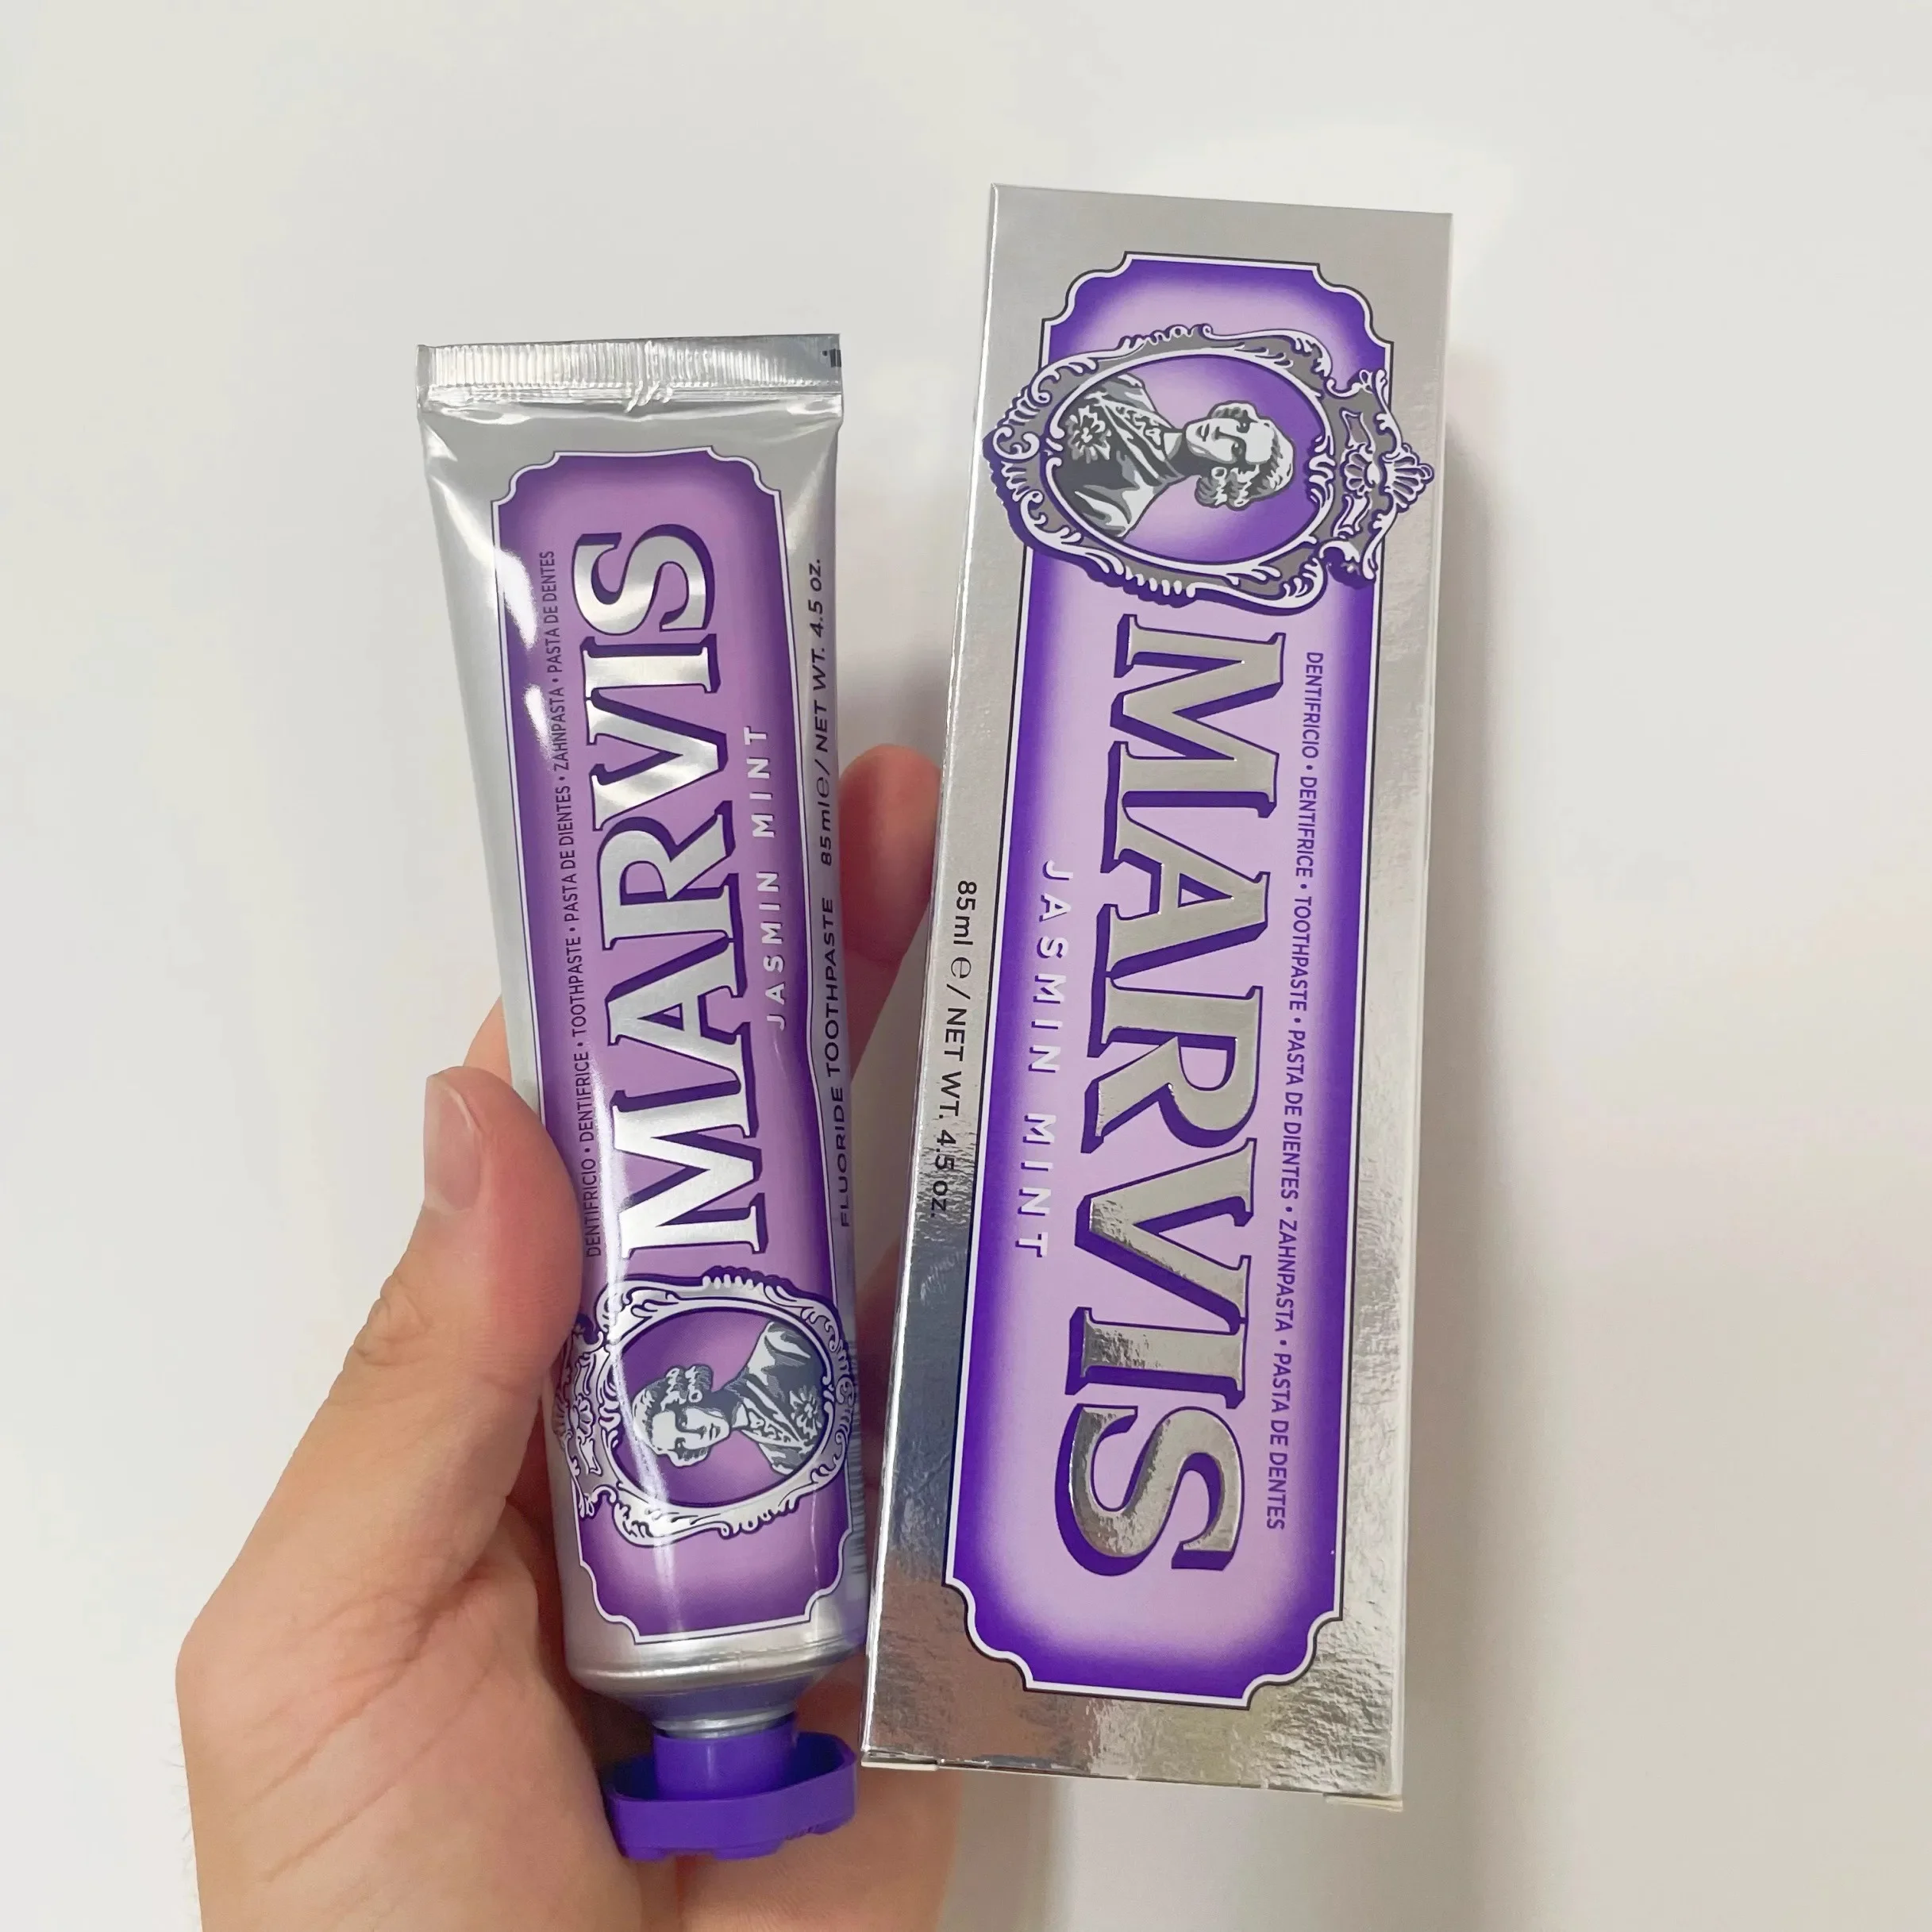 DENTIFRICIO • DENTIFRICE • TOOTHPASTE • PASTA DE DIENTES • ZAHNPASTA • PASTA DE DENTES
MARVIS
JASMIN MINT
FLUORIDE TOOTHPASTE 85ml℮/ NET WT. 4.5 OZ.
DENTIFRICIO • DENTIFRICE • TOOTHPASTE • PASTA DE DIENTES • ZAHNPASTA • PASTA DE DENTES
MARVIS
JASMIN MINT
85ml ℮/ NET WT. 4.5 oz.